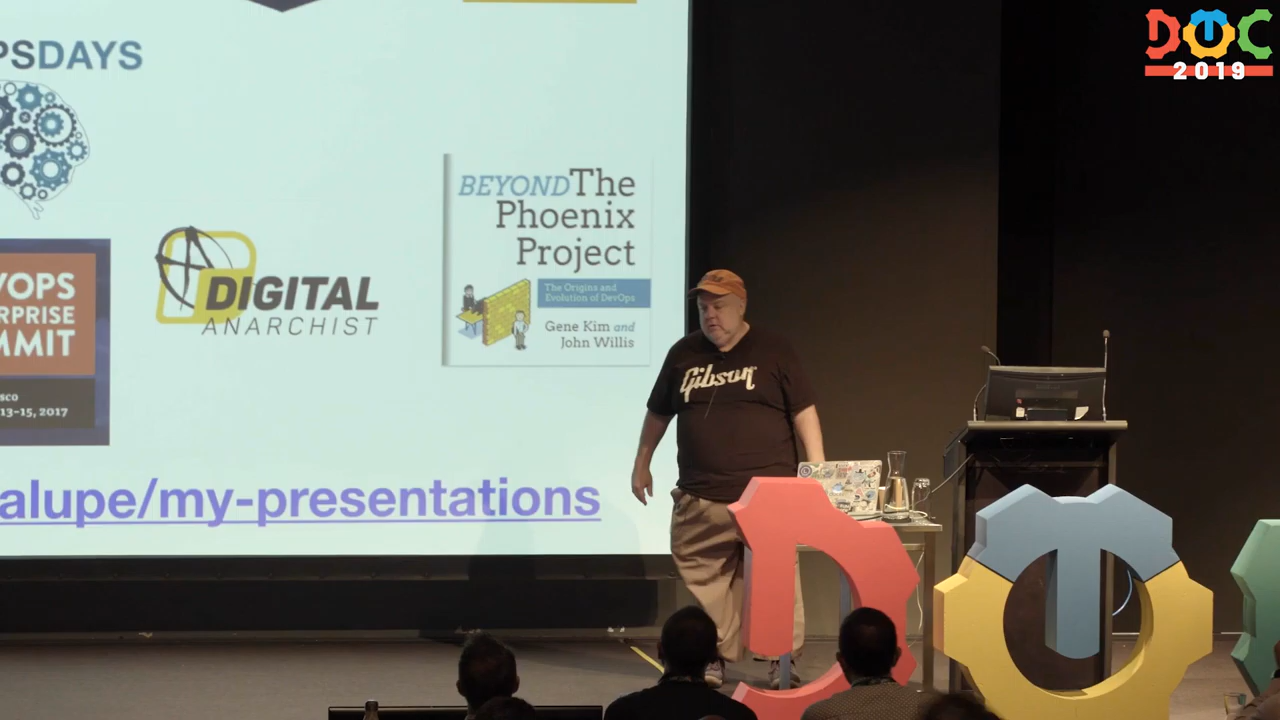 PSDAYS
VOPS
RPRISE
MMIT
sco
13-15, 2017
DIGITAL
ANARCHIST
BEYOND The
Phoenix
Project
The Origins and
Evolution of DevOps
Gene Kim and
John Willis
alupe/my-presentations
Gibson
DOC
2019